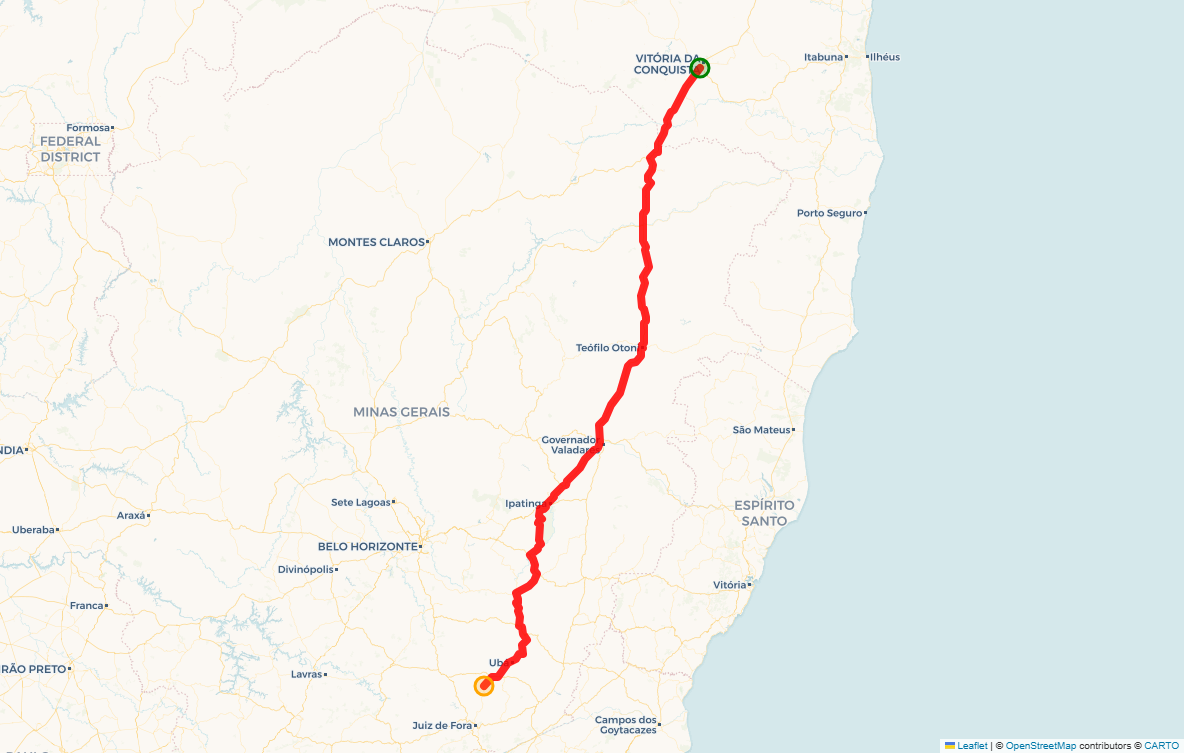 VITÓRIA DA
CONQUISTA
Itabuna
Ilhéus
Formosa
FEDERAL
DISTRICT
Porto Seguro
MONTES CLAROS
Teófilo Otoni
MINAS GERAIS
São Mateus
Governador
Valadares
NDIA
Sete Lagoas
Ipatinga
ESPÍRITO
SANTO
Araxá
Uberaba
BELO HORIZONTE
Divinópolis
Vitória
Franca
Ubá
IRÃO PRETO
Lavras
Juiz de Fora
Campos dos
Goytacazes
Leaflet | © OpenStreetMap contributors © CARTO